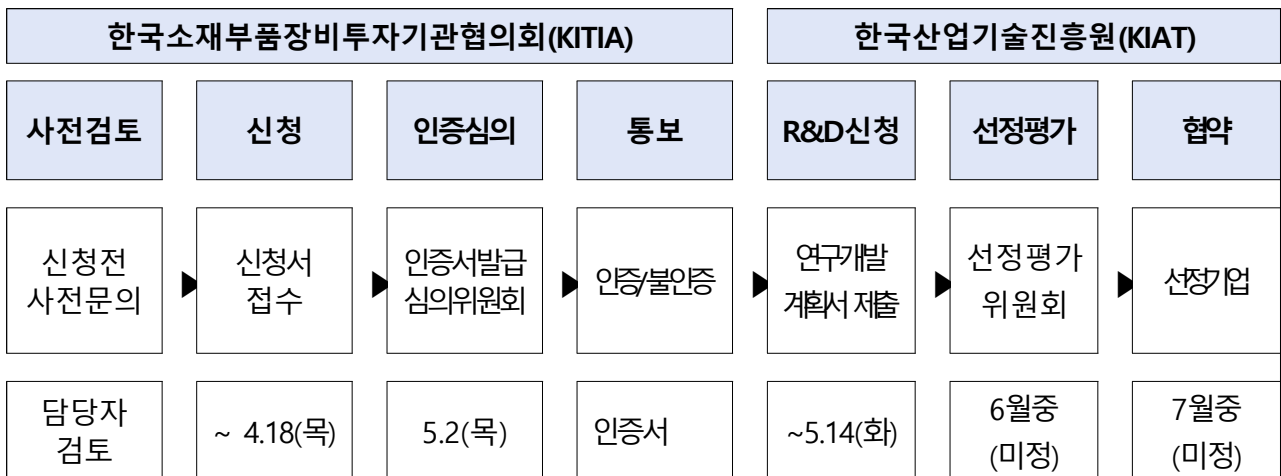 한국소재부품장비투자기관협의회(KITIA)
한국산업기술진흥원(KIAT)
사전검토
신청
인증심의
통보
R&D신청
선정평가
협약
신청전
사전문의
▶
신청서
접수
▶
인증서발급
심의위원회
▶
인증/불인증
▶
연구개발
계획서 제출
▶
선정평가
위원회
▶
선정기업
담당자
검토
~ 4.18(목)
5.2(목)
인증서
~5.14(화)
6월중
(미정)
7월중
(미정)